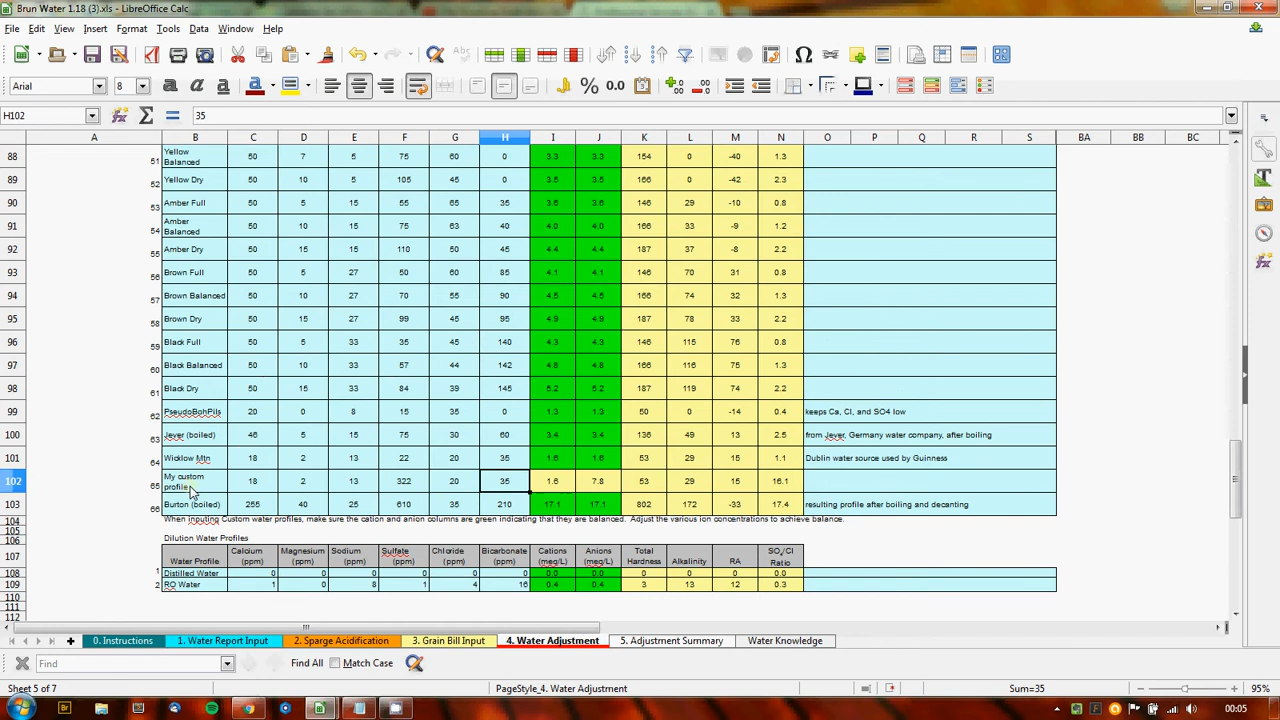 Brun Water 1.18 (3).xls - LibreOffice Calc
File Edit View Insert Format Tools Data Window Help
Arial 8
H102 35
A B C D E F G H I J K L M N O P Q R S BA BB BC
88 51 Yellow Balanced 50 7 5 75 60 0 3.3 3.3 154 0 -40 1.3
89 52 Yellow Dry 50 10 5 105 45 0 3.5 3.5 166 0 -42 2.3
90 53 Amber Full 50 5 15 55 65 35 3.6 3.6 146 29 -10 0.8
91 54 Amber Balanced 50 10 15 75 63 40 4.0 4.0 166 33 -9 1.2
92 55 Amber Dry 50 15 15 110 50 45 4.4 4.4 187 37 -8 2.2
93 56 Brown Full 50 5 27 50 60 85 4.1 4.1 146 70 31 0.8
94 57 Brown Balanced 50 10 27 70 55 90 4.5 4.5 166 74 32 1.3
95 58 Brown Dry 50 15 27 99 45 95 4.9 4.9 187 78 33 2.2
96 59 Black Full 50 5 33 35 45 140 4.3 4.3 146 115 76 0.8
97 60 Black Balanced 50 10 33 57 44 142 4.8 4.8 166 116 75 1.3
98 61 Black Dry 50 15 33 84 39 145 5.2 5.2 187 119 74 2.2
99 62 PseudoBohPils 20 0 8 15 35 0 1.3 1.3 50 0 -14 0.4 keeps Ca, Cl, and SO4 low
100 63 Jever (boiled) 46 5 15 75 30 60 3.4 3.4 136 49 13 2.5 from Jever, Germany water company, after boiling
101 64 Wicklow Mtn 18 2 13 22 20 35 1.6 1.6 53 29 15 1.1 Dublin water source used by Guinness
102 65 My custom profile 18 2 13 322 20 35 1.6 7.8 53 29 15 16.1
103 66 Burton (boiled) 255 40 25 610 35 210 17.1 17.1 802 172 -33 17.4 resulting profile after boiling and decanting
104 When inputing Custom water profiles, make sure the cation and anion columns are green indicating that they are balanced. Adjust the various ion concentrations to achieve balance.
105
106 Dilution Water Profiles
107 Water Profile Calcium (ppm) Magnesium (ppm) Sodium (ppm) Sulfate (ppm) Chloride (ppm) Bicarbonate (ppm) Cations (meq/L) Anions (meq/L) Total Hardness Alkalinity RA SO4/Cl Ratio
108 1 Distilled Water 0 0 0 0 0 0 0.0 0.0 0 0 0 0.0
109 2 RO Water 1 0 8 1 4 16 0.4 0.4 3 13 12 0.3
110
111
112
0. Instructions 1. Water Report Input 2. Sparge Acidification 3. Grain Bill Input 4. Water Adjustment 5. Adjustment Summary Water Knowledge
Find Find All Match Case
Sheet 5 of 7 PageStyle_4. Water Adjustment Sum=35 95%
00:05